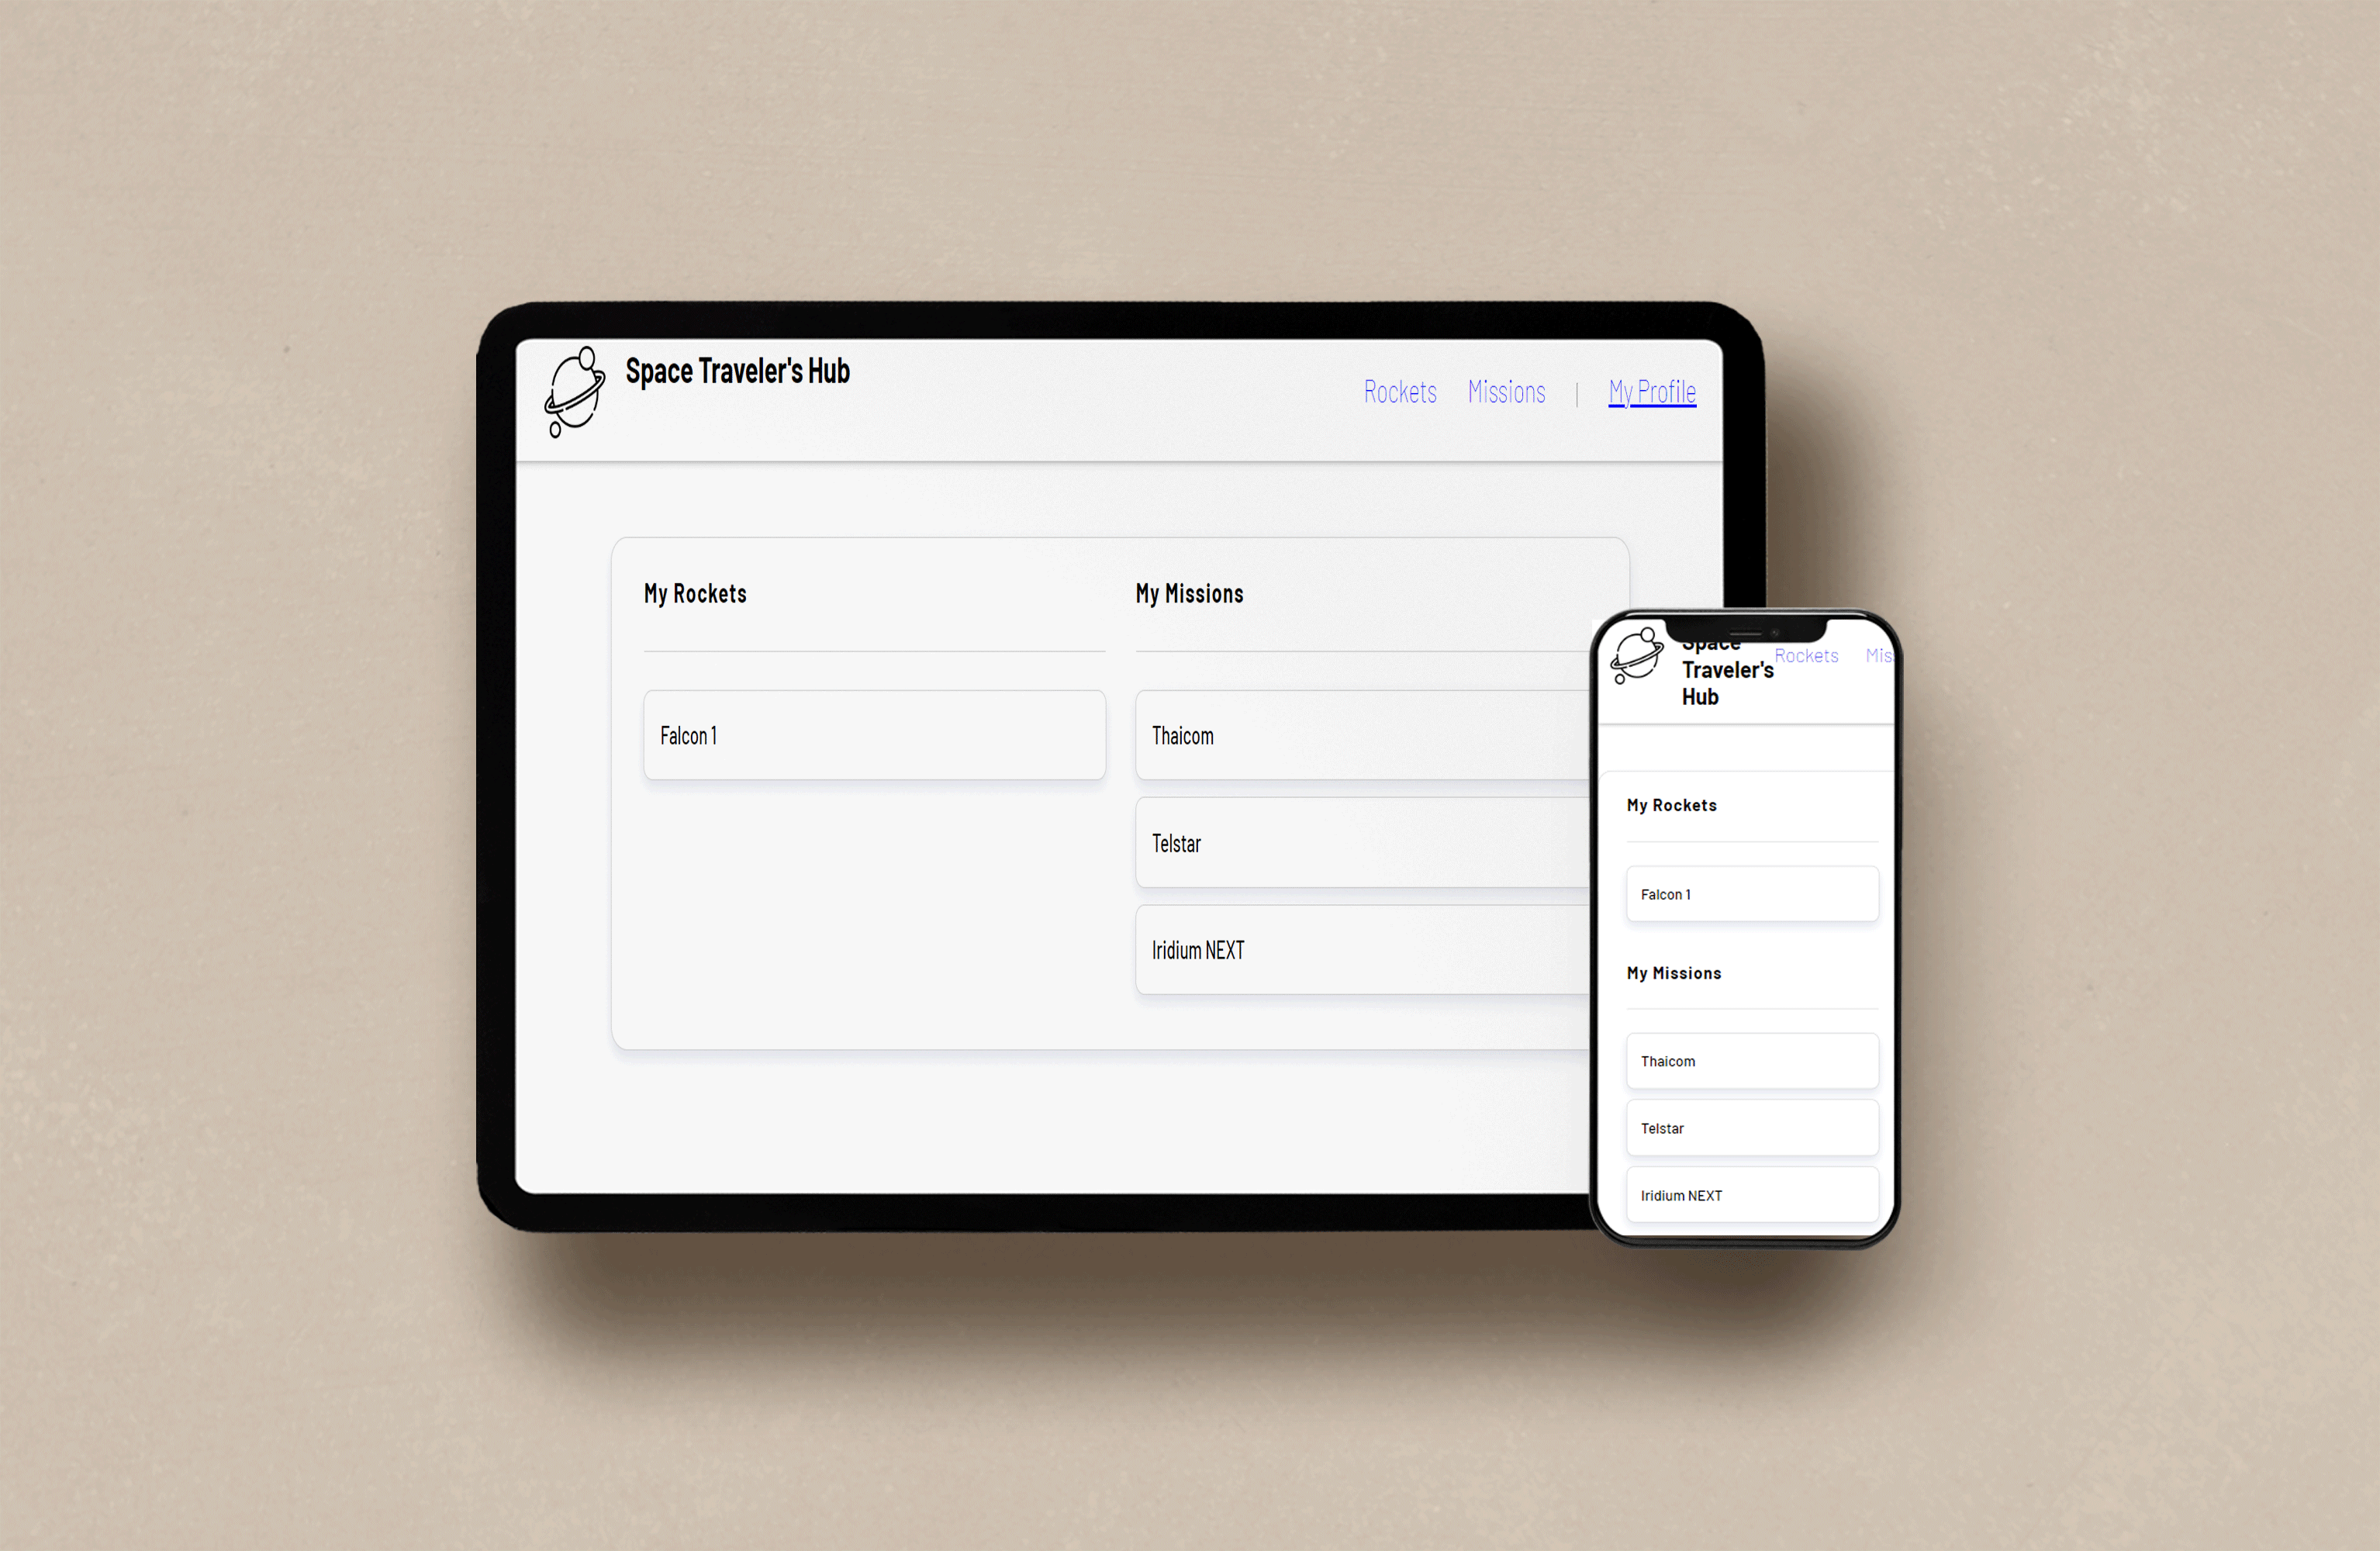 Space Traveler's Hub
Rockets Missions | My Profile
My Rockets
Falcon 1
My Missions
Thaicom
Telstar
Iridium NEXT
Space
Traveler's
Hub
Rockets
My Rockets
Falcon 1
My Missions
Thaicom
Telstar
Iridium NEXT